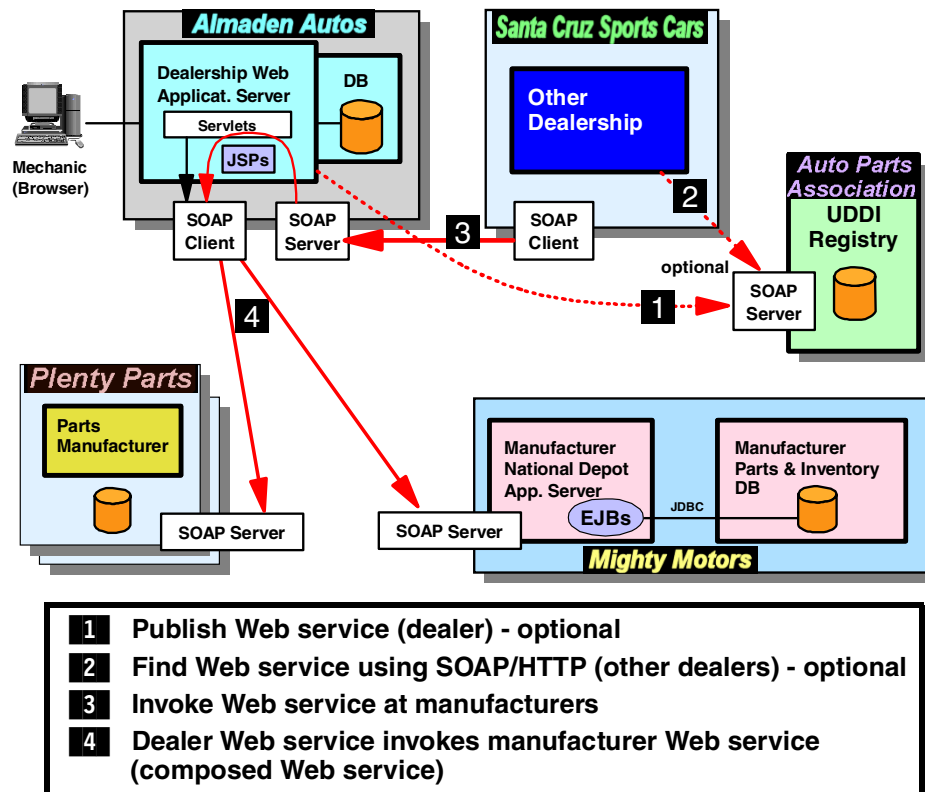 Almaden Autos
Dealership Web
Applicat. Server
Servlets
JSPs
DB
Mechanic
(Browser)
SOAP
Client
SOAP
Server
Santa Cruz Sports Cars
Other
Dealership
SOAP
Client
2
3
optional
1
4
Auto Parts
Association
UDDI
Registry
SOAP
Server
Plenty Parts
Parts
Manufacturer
SOAP Server
SOAP Server
Manufacturer
National Depot
App. Server
EJBs
JDBC
Manufacturer
Parts & Inventory
DB
Mighty Motors
1 Publish Web service (dealer) - optional
2 Find Web service using SOAP/HTTP (other dealers) - optional
3 Invoke Web service at manufacturers
4 Dealer Web service invokes manufacturer Web service
(composed Web service)